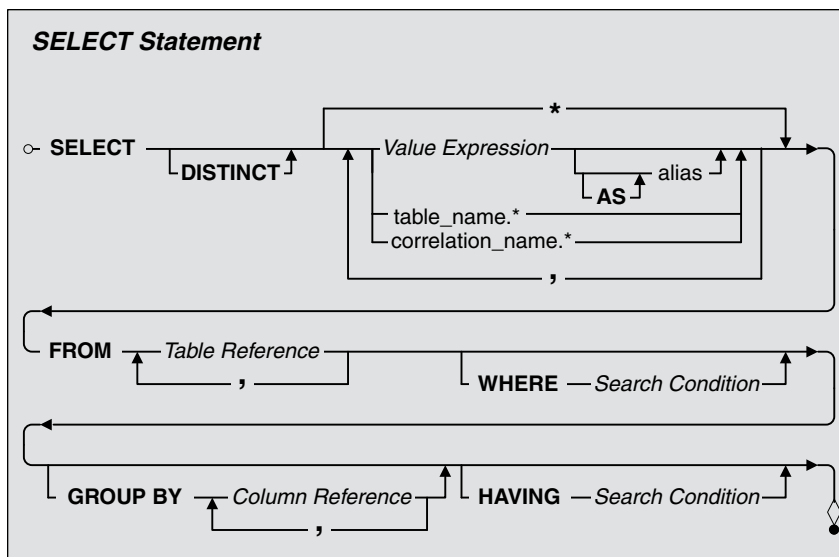 SELECT Statement
*
SELECT
DISTINCT
Value Expression
AS
alias
table_name.*
correlation_name.*
,
FROM
Table Reference
,
WHERE
Search Condition
GROUP BY
Column Reference
,
HAVING
Search Condition